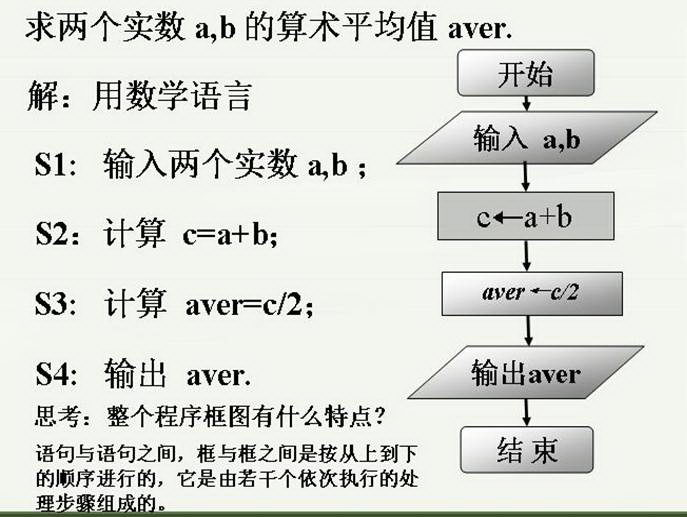 求两个实数 a,b 的算术平均值 aver.
解：用数学语言
S1: 输入两个实数 a,b；
S2：计算 c=a+b;
S3: 计算 aver=c/2;
S4: 输出 aver.
思考：整个程序框图有什么特点？
语句与语句之间，框与框之间是按从上到下
的顺序进行的，它是由若干个依次执行的处
理步骤组成的。
开始
输入 a,b
c←a+b
aver←c/2
输出aver
结束